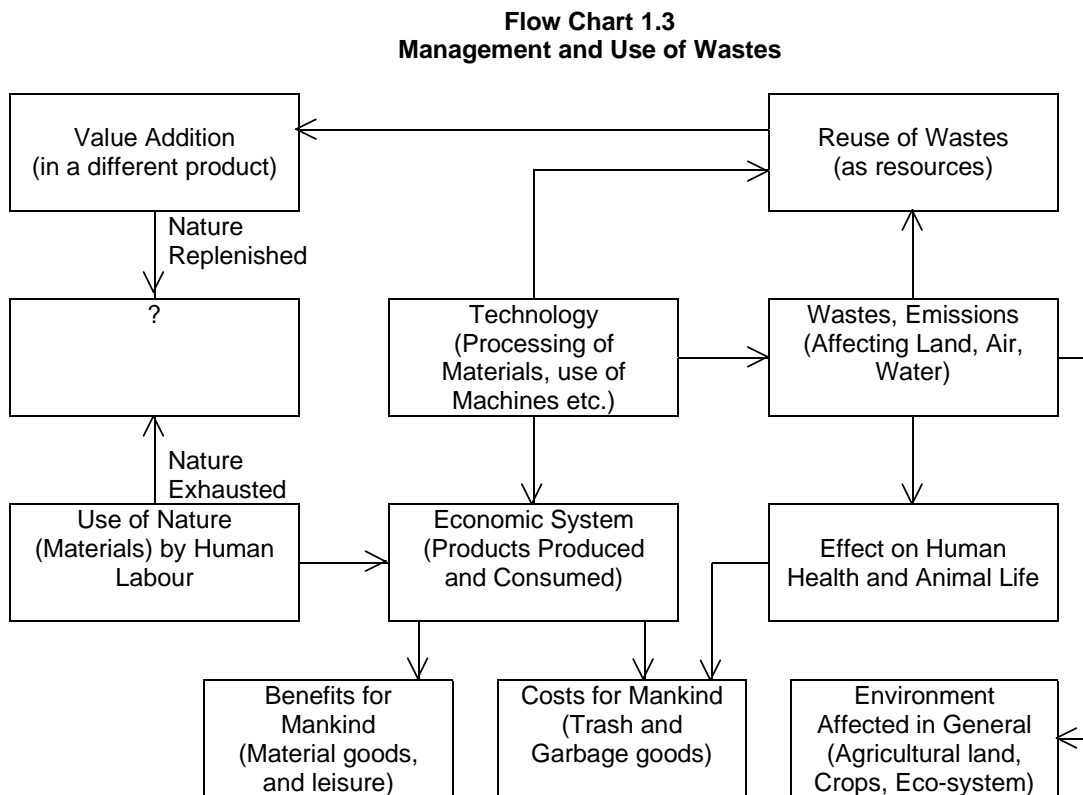 Flow Chart 1.3
Management and Use of Wastes
Value Addition
(in a different product)
Reuse of Wastes
(as resources)
Nature
Replenished
?
Technology
(Processing of
Materials, use of
Machines etc.)
Wastes, Emissions
(Affecting Land, Air,
Water)
Nature
Exhausted
Use of Nature
(Materials) by Human
Labour
Economic System
(Products Produced
and Consumed)
Effect on Human
Health and Animal Life
Benefits for
Mankind
(Material goods,
and leisure)
Costs for Mankind
(Trash and
Garbage goods)
Environment
Affected in General
(Agricultural land,
Crops, Eco-system)